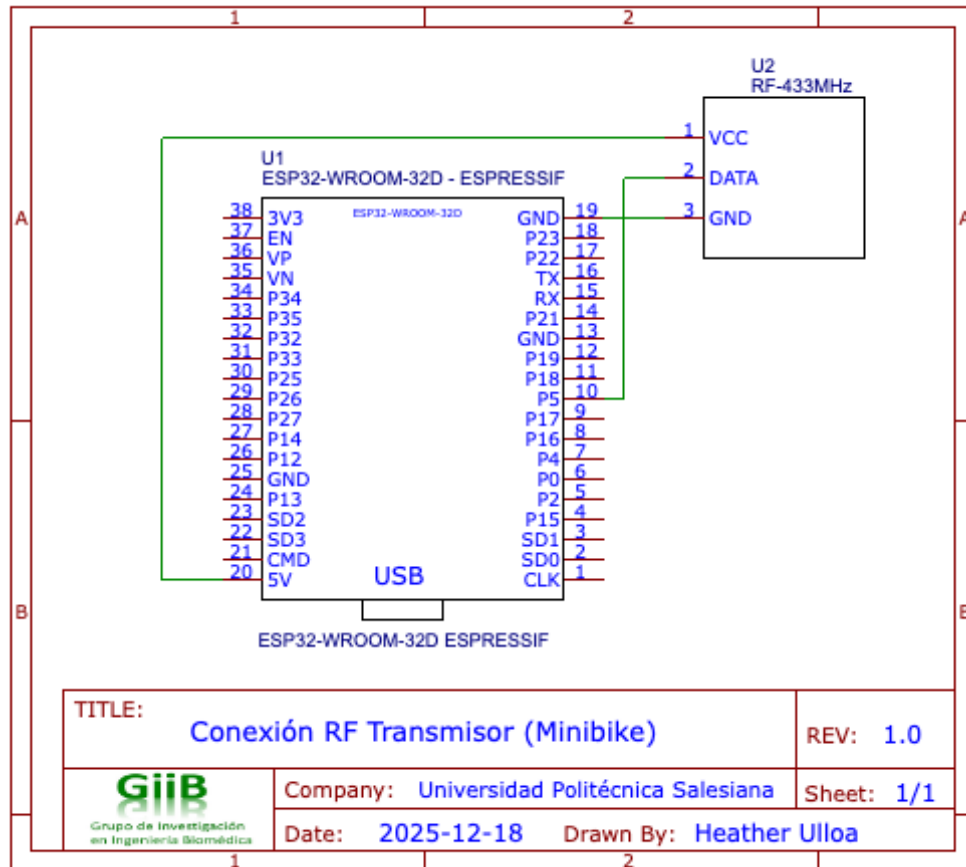 1 2
U2
RF-433MHz
1 VCC
2 DATA
3 GND
U1
ESP32-WROOM-32D - ESPRESSIF
ESP32-WROOM-32D
A A
38 3V3 GND 19
37 EN P23 18
36 VP P22 17
35 VN TX 16
34 P34 RX 15
33 P35 P21 14
32 P32 GND 13
31 P33 P19 12
30 P25 P18 11
29 P26 P5 10
28 P27 P17 9
27 P14 P16 8
26 P12 P4 7
25 GND P0 6
24 P13 P2 5
23 SD2 P15 4
22 SD3 SD1 3
21 CMD SD0 2
20 5V USB CLK 1
B B
ESP32-WROOM-32D ESPRESSIF
TITLE:
Conexión RF Transmisor (Minibike)
REV: 1.0
GiiB
Grupo de Investigación
en Ingeniería Biomédica
Company: Universidad Politécnica Salesiana
Sheet: 1/1
Date: 2025-12-18 Drawn By: Heather Ulloa
1 2